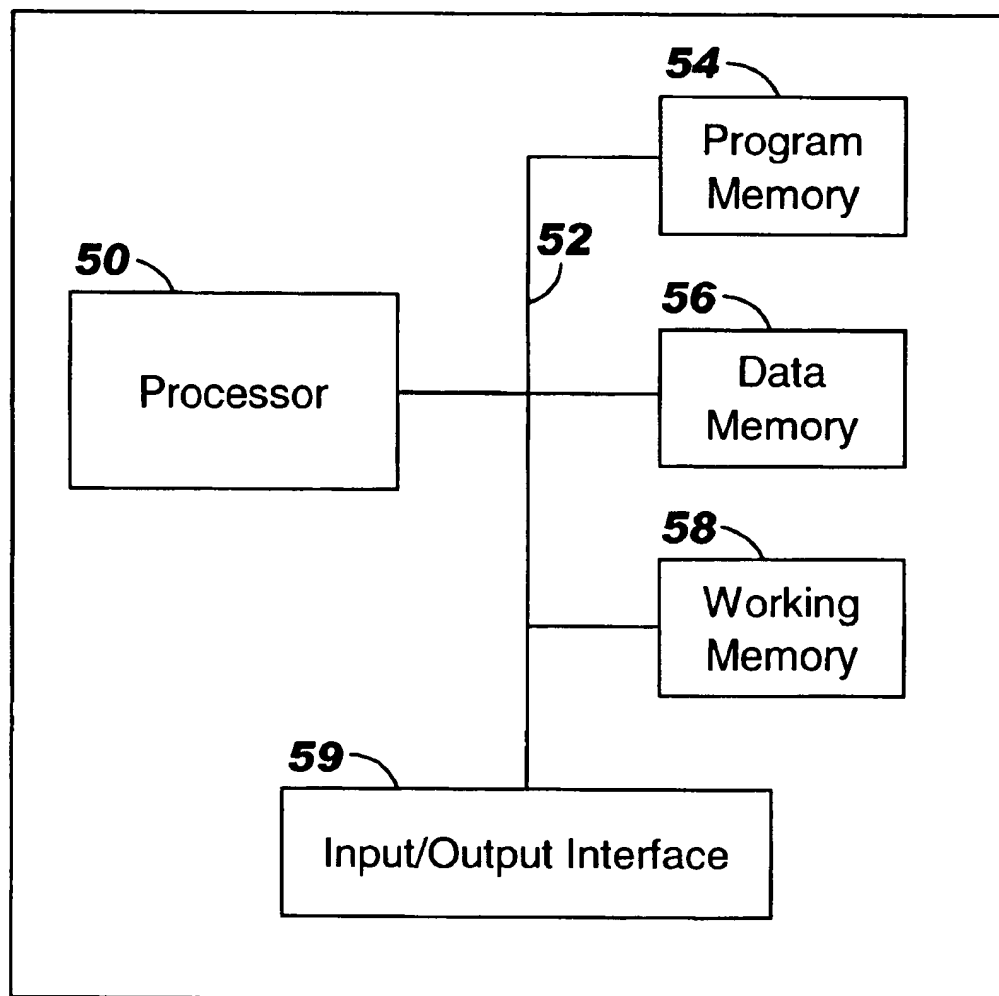 54
Program
Memory
52
50
Processor
56
Data
Memory
58
Working
Memory
59
Input/Output Interface